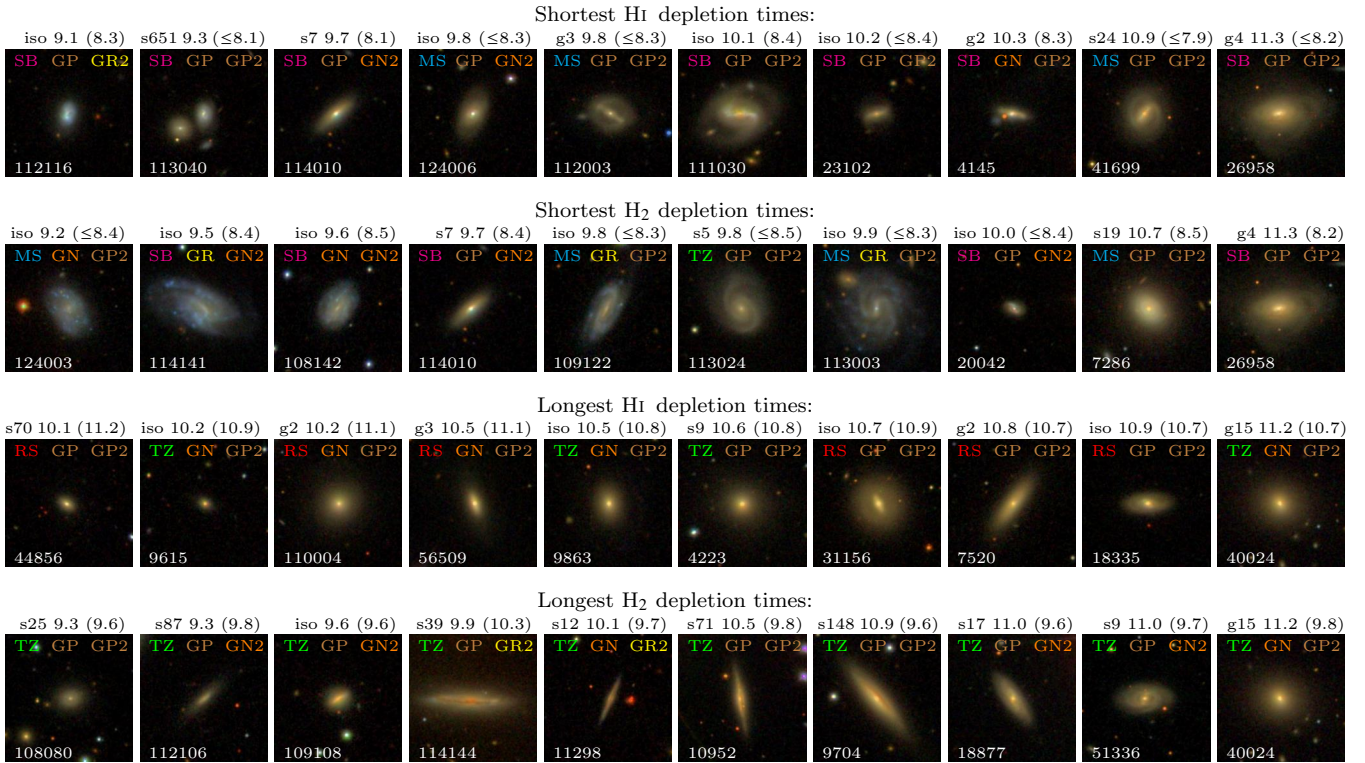 Shortest HI depletion times:
iso 9.1 (8.3) s651 9.3 (≤8.1) s7 9.7 (8.1) iso 9.8 (≤8.3) g3 9.8 (≤8.3) iso 10.1 (8.4) iso 10.2 (≤8.4) g2 10.3 (8.3) s24 10.9 (≤7.9) g4 11.3 (≤8.2)
SB GP GR2 SB GP GP2 SB GP GN2 MS GP GN2 MS GP GP2 SB GP GP2 SB GP GP2 SB GN GP2 MS GP GP2 SB GP GP2
112116 113040 114010 124006 112003 111030 23102 4145 41699 26958
Shortest H₂ depletion times:
iso 9.2 (≤8.4) iso 9.5 (8.4) iso 9.6 (8.5) s7 9.7 (8.4) iso 9.8 (≤8.3) s5 9.8 (≤8.5) iso 9.9 (≤8.3) iso 10.0 (≤8.4) s19 10.7 (8.5) g4 11.3 (8.2)
MS GN GP2 SB GR GN2 SB GN GN2 SB GP GN2 MS GR GP2 TZ GP GP2 MS GR GP2 SB GP GN2 MS GP GP2 SB GP GP2
124003 114141 108142 114010 109122 113024 113003 20042 7286 26958
Longest HI depletion times:
s70 10.1 (11.2) iso 10.2 (10.9) g2 10.2 (11.1) g3 10.5 (11.1) iso 10.5 (10.8) s9 10.6 (10.8) iso 10.7 (10.9) g2 10.8 (10.7) iso 10.9 (10.7) g15 11.2 (10.7)
RS GP GP2 TZ GN GP2 RS GN GP2 RS GN GP2 TZ GN GP2 TZ GP GP2 RS GP GP2 RS GP GP2 RS GP GP2 TZ GN GP2
44856 9615 110004 56509 9863 4223 31156 7520 18335 40024
Longest H₂ depletion times:
s25 9.3 (9.6) s87 9.3 (9.8) iso 9.6 (9.6) s39 9.9 (10.3) s12 10.1 (9.7) s71 10.5 (9.8) s148 10.9 (9.6) s17 11.0 (9.6) s9 11.0 (9.7) g15 11.2 (9.8)
TZ GP GP2 TZ GP GN2 TZ GP GN2 TZ GP GR2 TZ GN GR2 TZ GP GP2 TZ GP GP2 TZ GP GN2 TZ GP GN2 TZ GN GP2
108080 112106 109108 114144 11298 10952 9704 18877 51336 40024